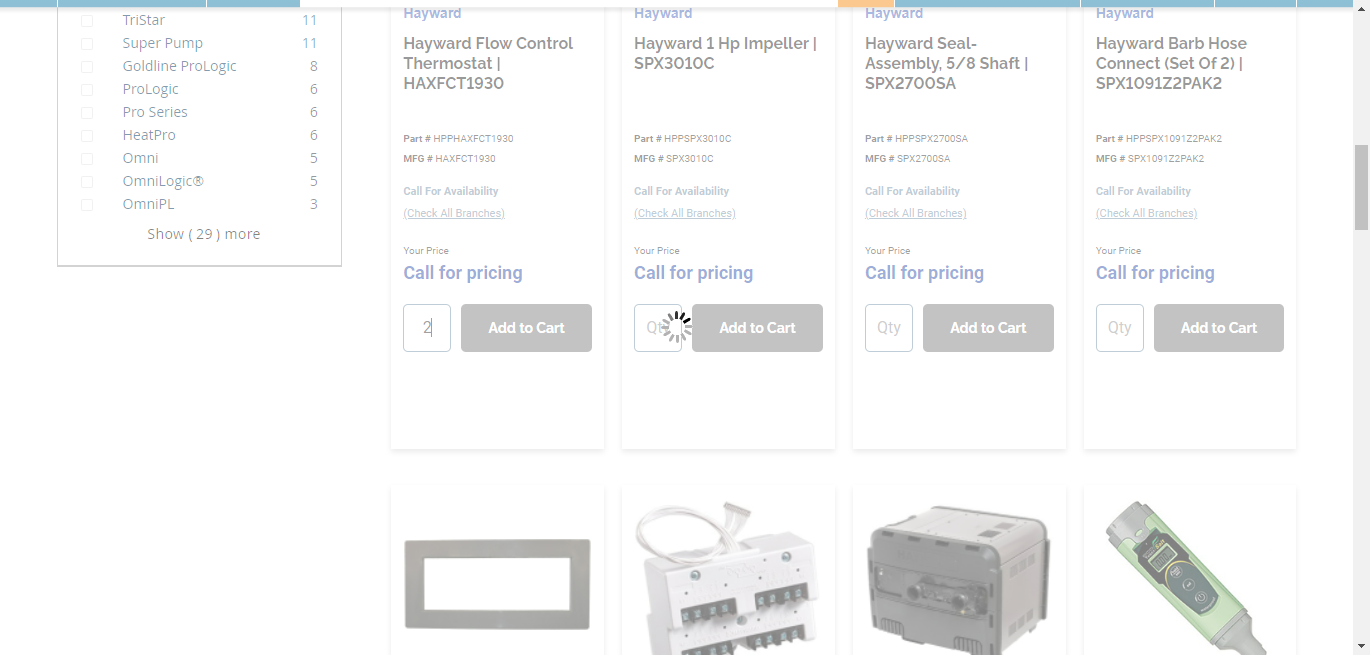 TriStar 11
Super Pump 11
Goldline ProLogic 8
ProLogic 6
Pro Series 6
HeatPro 6
Omni 5
OmniLogic® 5
OmniPL 3
Show ( 29 ) more
Hayward
Hayward Flow Control
Thermostat |
HAXFCT1930
Part # HPPHAXFCT1930
MFG # HAXFCT1930
Call For Availability
(Check All Branches)
Your Price
Call for pricing
2
Add to Cart
Hayward
Hayward 1 Hp Impeller |
SPX3010C
Part # HPPSPX3010C
MFG # SPX3010C
Call For Availability
(Check All Branches)
Your Price
Call for pricing
Qty
Add to Cart
Hayward
Hayward Seal-
Assembly, 5/8 Shaft |
SPX2700SA
Part # HPPSPX2700SA
MFG # SPX2700SA
Call For Availability
(Check All Branches)
Your Price
Call for pricing
Qty
Add to Cart
Hayward
Hayward Barb Hose
Connect (Set Of 2) |
SPX1091Z2PAK2
Part # HPPSPX1091Z2PAK2
MFG # SPX1091Z2PAK2
Call For Availability
(Check All Branches)
Your Price
Call for pricing
Qty
Add to Cart